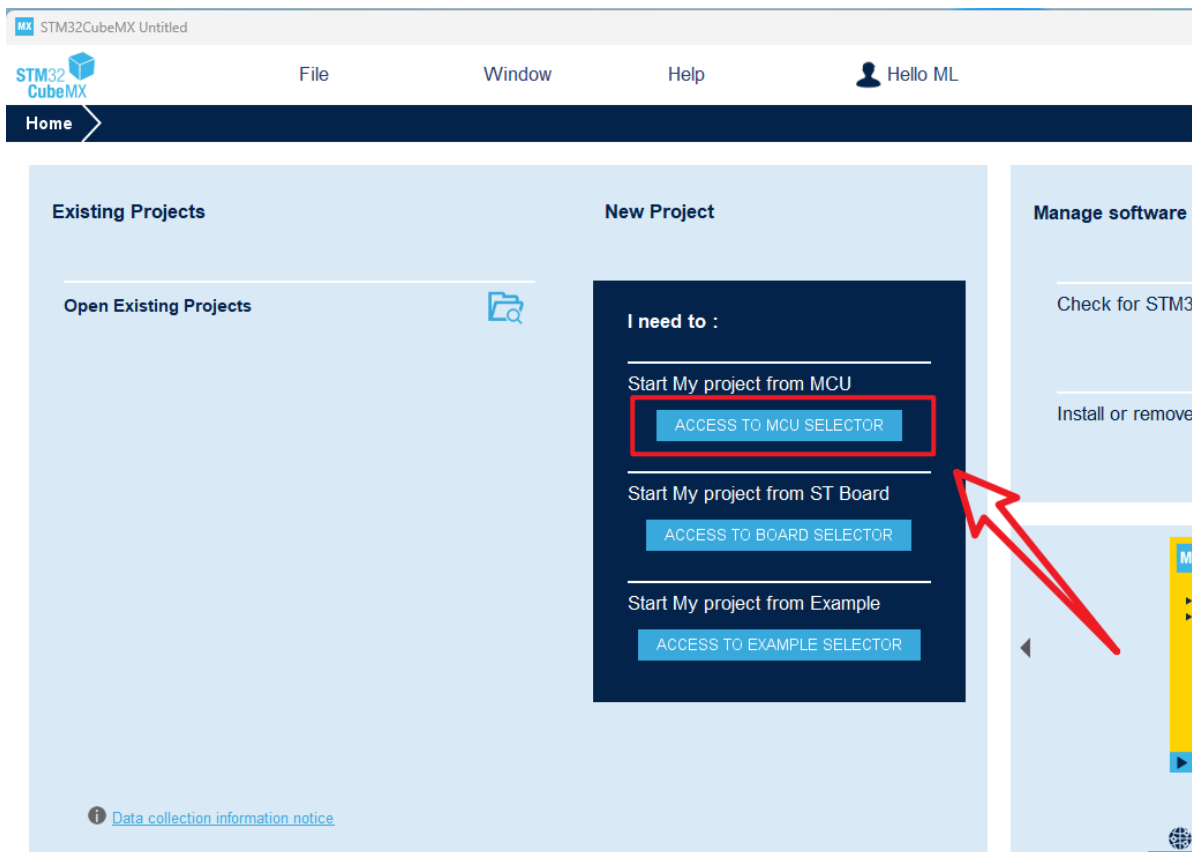 MX STM32CubeMX Untitled
STM32
CubeMX
File
Window
Help
Hello ML
Home
Existing Projects
Open Existing Projects
Data collection information notice
New Project
I need to :
Start My project from MCU
ACCESS TO MCU SELECTOR
Start My project from ST Board
ACCESS TO BOARD SELECTOR
Start My project from Example
ACCESS TO EXAMPLE SELECTOR
Manage software
Check for STM3
Install or remove
M